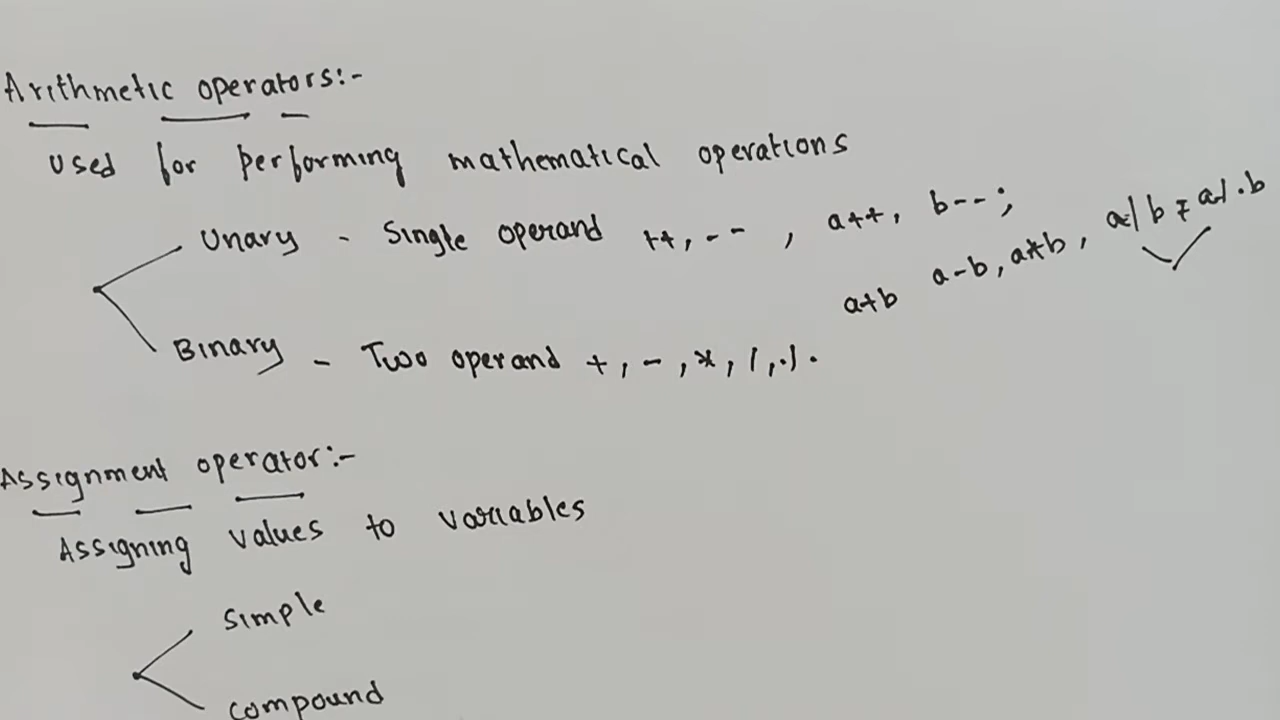 Arithmetic operators:-
used for performing mathematical operations
Unary - Single operand ++, -- , a++, b--;
a+b a-b, a*b, a/b, a%b
Binary - Two operand +, -, *, /, %
Assignment operator:-
Assigning values to variables
simple
compound